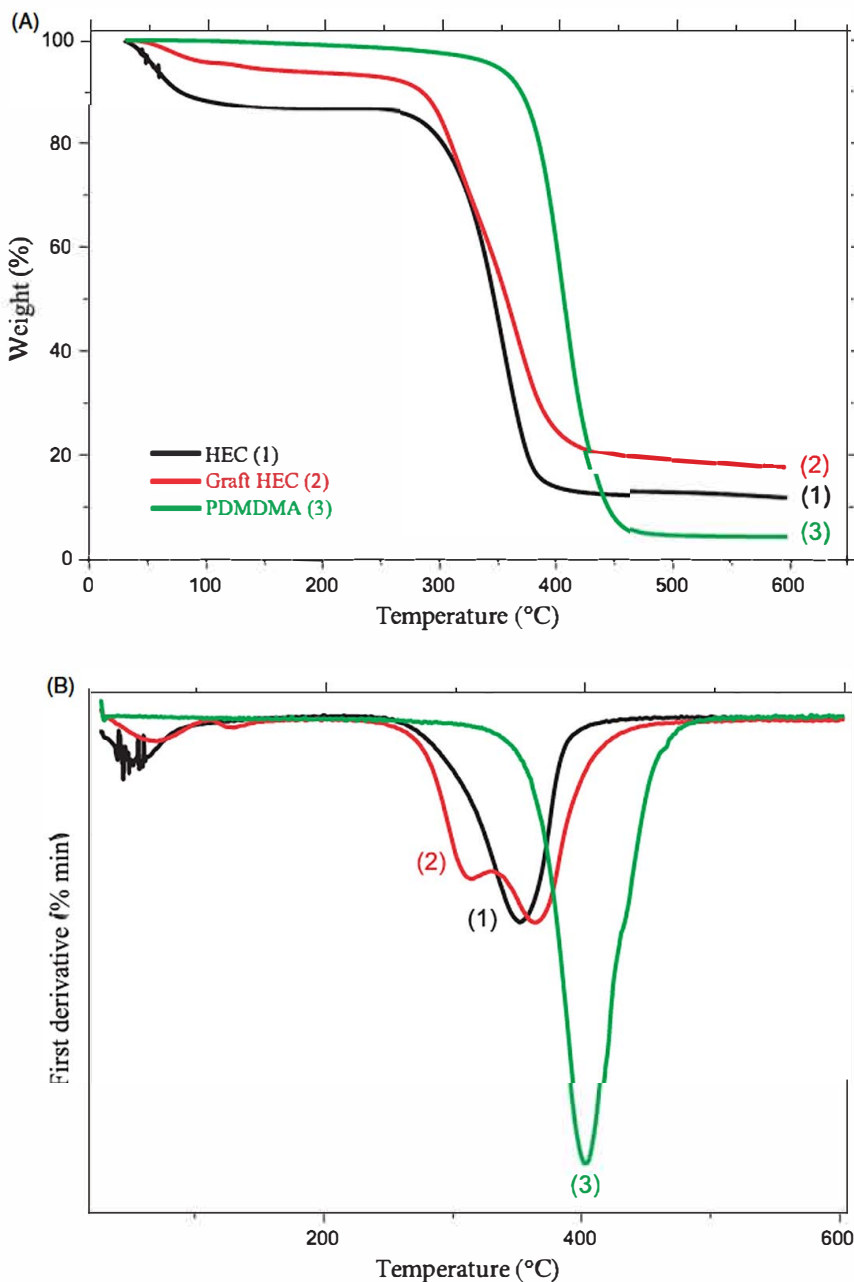 (A)
100
80
60
40
20
0
Weight (%)
HEC (1)
Graft HEC (2)
PDMDMA (3)
(2)
(1)
(3)
0
100
200
300
400
500
600
Temperature (°C)
(B)
First derivative (% min)
(2)
(1)
(3)
200
400
600
Temperature (°C)